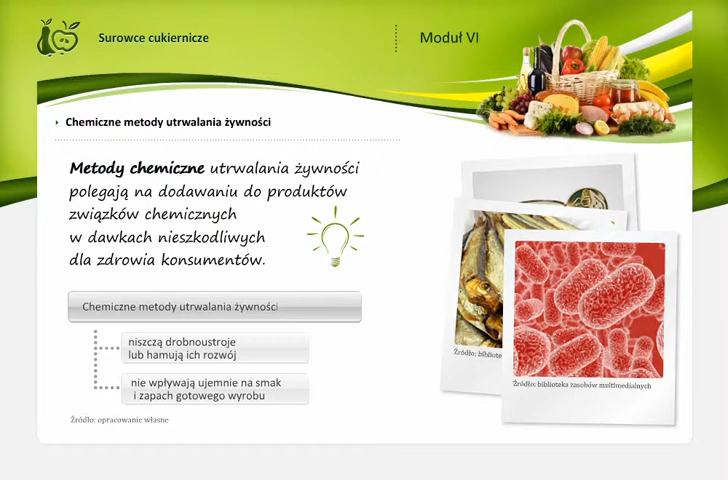 Surowce cukiernicze
Moduł VI
Chemiczne metody utrwalania żywności
Metody chemiczne utrwalania żywności
polegają na dodawaniu do produktów
związków chemicznych
w dawkach nieszkodliwych
dla zdrowia konsumentów.
Chemiczne metody utrwalania żywności
niszczą drobnoustroje
lub hamują ich rozwój
nie wpływają ujemnie na smak
i zapach gotowego wyrobu
Źródło: opracowanie własne
Źródło: bibliote
Źródło: biblioteka zasobów multimedialnych